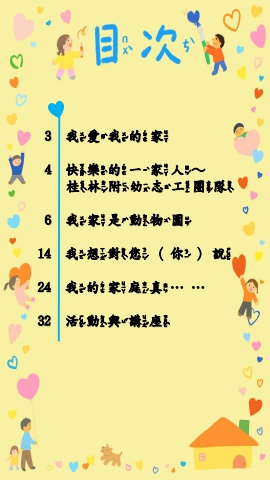 目次
3 我愛我的家
4 快樂的一家人～
桂林附幼志工團隊
6 我家是動物園
14 我想對您（你）說
24 我的家庭真……
32 活動與講座